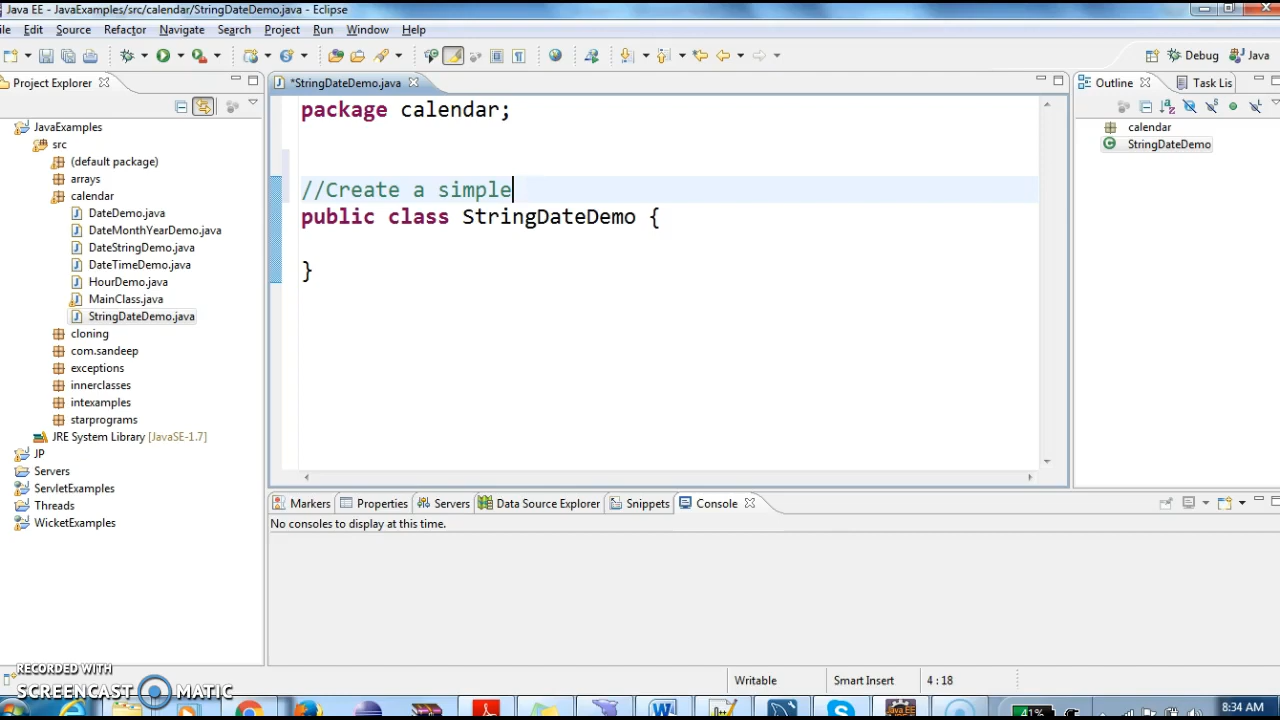 Java EE - JavaExamples/src/calendar/StringDateDemo.java - Eclipse
Edit Source Refactor Navigate Search Project Run Window Help
Debug Java
Project Explorer
*StringDateDemo.java
Outline Task Lis
JavaExamples
src
(default package)
arrays
calendar
DateDemo.java
DateMonthYearDemo.java
DateStringDemo.java
DateTimeDemo.java
HourDemo.java
MainClass.java
StringDateDemo.java
cloning
com.sandeep
exceptions
innerclasses
intexamples
starprograms
JRE System Library [JavaSE-1.7]
JP
Servers
ServletExamples
Threads
WicketExamples
package calendar;
//Create a simple
public class StringDateDemo {
}
calendar
StringDateDemo
Markers Properties Servers Data Source Explorer Snippets Console
No consoles to display at this time.
Writable Smart Insert 4 : 18
RECORDED WITH
SCREENCAST MATIC
41%
8:34 AM